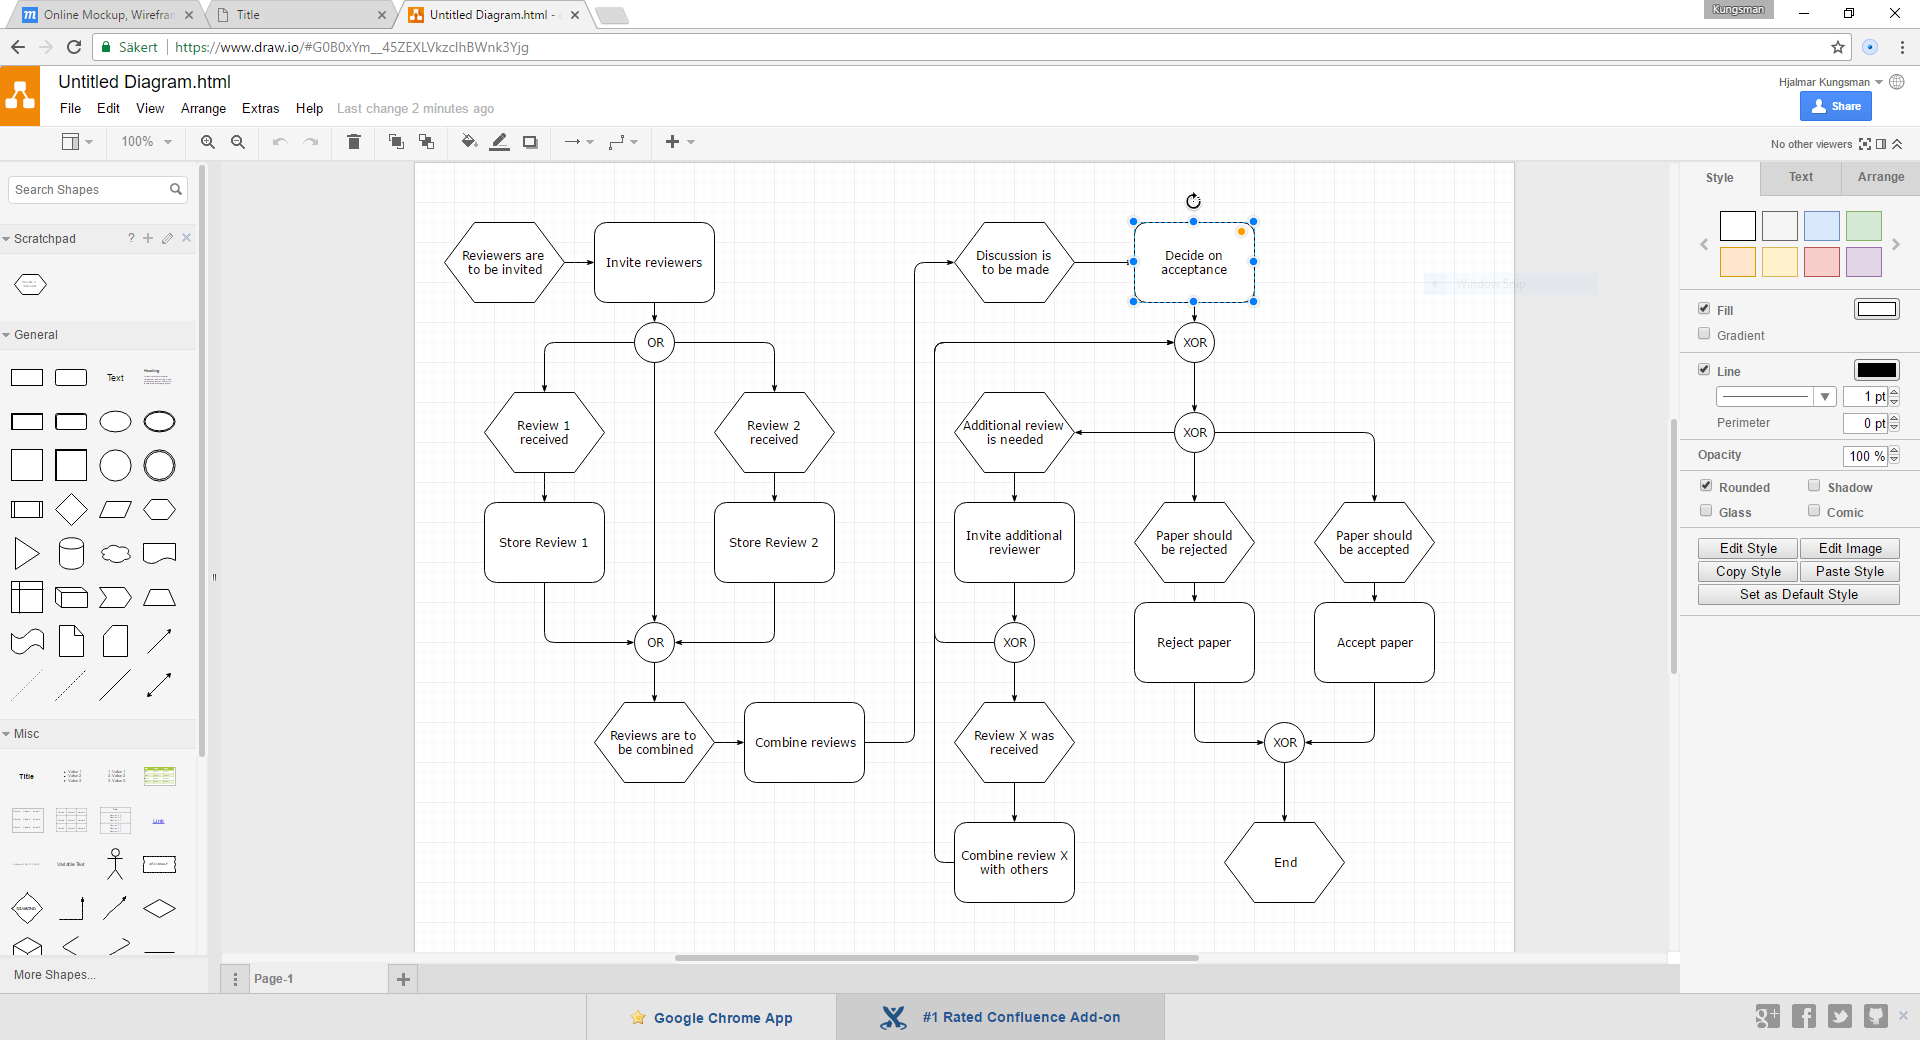 Online Mockup, Wirefran
Title
Untitled Diagram.html -
Kungsman
Säkert
https://www.draw.io/#G0B0xYm__45ZEXLVkzclhBWnk3Yjg
Untitled Diagram.html
Hjalmar Kungsman
File Edit View Arrange Extras Help Last change 2 minutes ago
Share
100%
No other viewers
Search Shapes
Scratchpad
?
General
Text
Heading
Misc
Title
Link
Variable Text
More Shapes...
Reviewers are
to be invited
Invite reviewers
OR
Review 1
received
Review 2
received
Store Review 1
Store Review 2
OR
Reviews are to
be combined
Combine reviews
Discussion is
to be made
Decide on
acceptance
XOR
Additional review
is needed
XOR
Invite additional
reviewer
Paper should
be rejected
Paper should
be accepted
XOR
Reject paper
Accept paper
Review X was
received
XOR
Combine review X
with others
End
Window Snip
Style
Text
Arrange
Fill
Gradient
Line
1 pt
Perimeter
0 pt
Opacity
100 %
Rounded
Shadow
Glass
Comic
Edit Style
Edit Image
Copy Style
Paste Style
Set as Default Style
Page-1
Google Chrome App
#1 Rated Confluence Add-on
g+